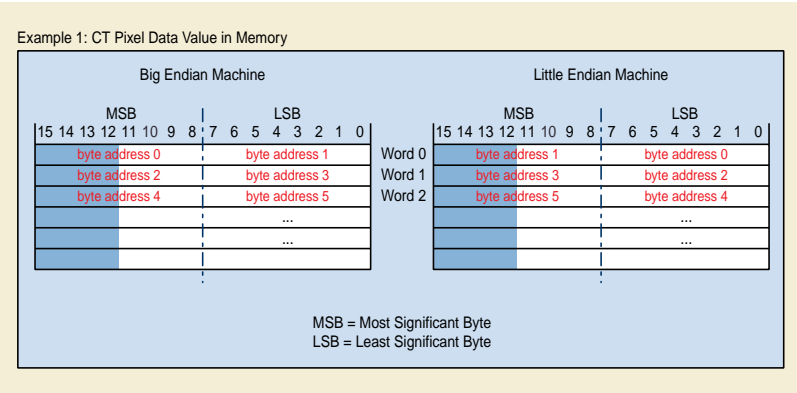 Example 1: CT Pixel Data Value in Memory
Big Endian Machine
MSB LSB
15 14 13 12 11 10 9 8 7 6 5 4 3 2 1 0
byte address 0 byte address 1
byte address 2 byte address 3
byte address 4 byte address 5
...
...
Word 0
Word 1
Word 2
Little Endian Machine
MSB LSB
15 14 13 12 11 10 9 8 7 6 5 4 3 2 1 0
byte address 1 byte address 0
byte address 3 byte address 2
byte address 5 byte address 4
...
...
MSB = Most Significant Byte
LSB = Least Significant Byte